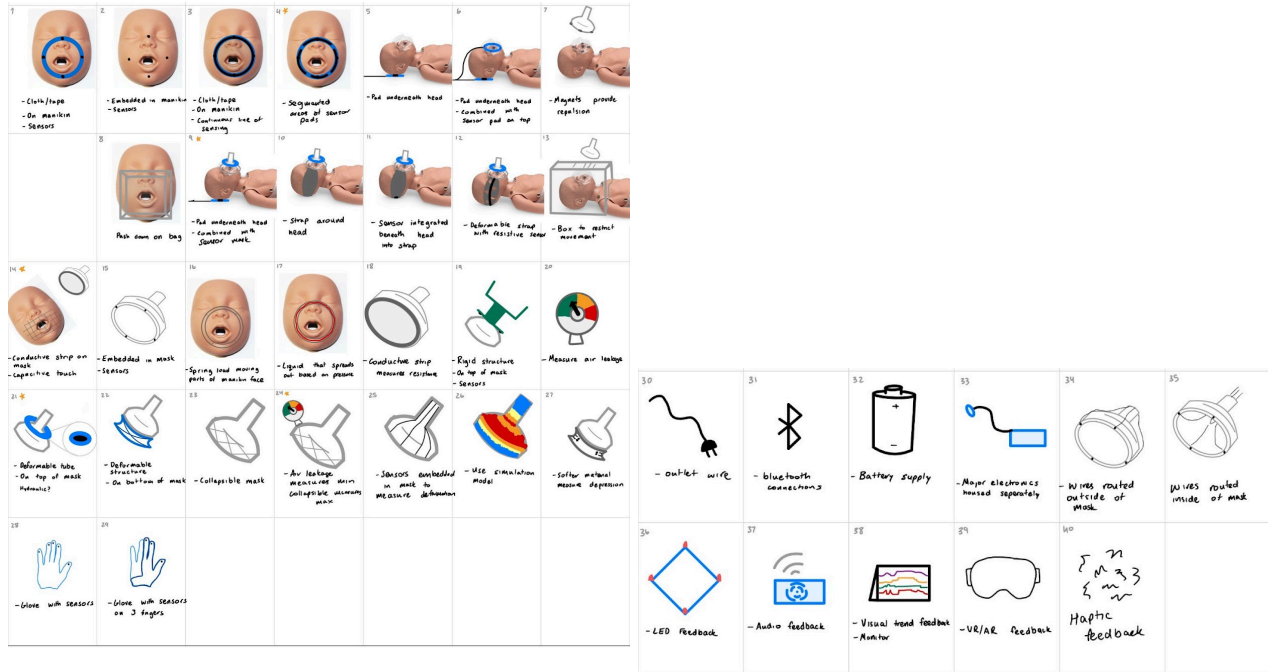 1
- Cloth/tape
- On manikin
- Sensors
2
- Embedded in manikin
- Sensors
3
- Cloth/tape
- On manikin
- Continuous line of
sensing
4
- Segmented
areas of sensor
pads
5
- Pad underneath head
6
- Pad underneath head
- combined with
sensor pad on top
7
- Magnets provide
repulsion
8
Push down on bag
9
- Pad underneath head
- Combined with
sensor mask
10
- Strap around
head
11
- Sensor integrated
beneath head
into strap
12
- Deformable strap
with resistive sensor
13
- Box to restrict
movement
14
- Conductive strip on
mask
- Capacitive touch
15
- Embedded in mask
- Sensors
16
- Spring load moving
parts of manikin face
17
- Liquid that spreads
out based on pressure
18
- Conductive strip
measures resistance
19
- Rigid structure
- On top of mask
- Sensors
20
- Measure air leakage
21
- Deformable tube
- On top of mask
Hydraulic?
22
- Deformable
structure
- On bottom of mask
23
- Collapsible mask
24
- Air leakage
measures min
collapsible measures
max
25
- Sensors embedded
in mask to
measure deformation
26
- Use simulation
model
27
- Softer material
measure depression
28
- Glove with sensors
29
- Glove with sensors
on 3 fingers
30
- outlet wire
31
- bluetooth
connections
32
+
−
- Battery supply
33
- Major electronics
housed separately
34
- Wires routed
outside of
mask
35
Wires routed
inside of mask
36
- LED Feedback
37
- Audio feedback
38
- Visual trend feedback
- Monitor
39
- VR/AR feedback
40
Haptic
feedback